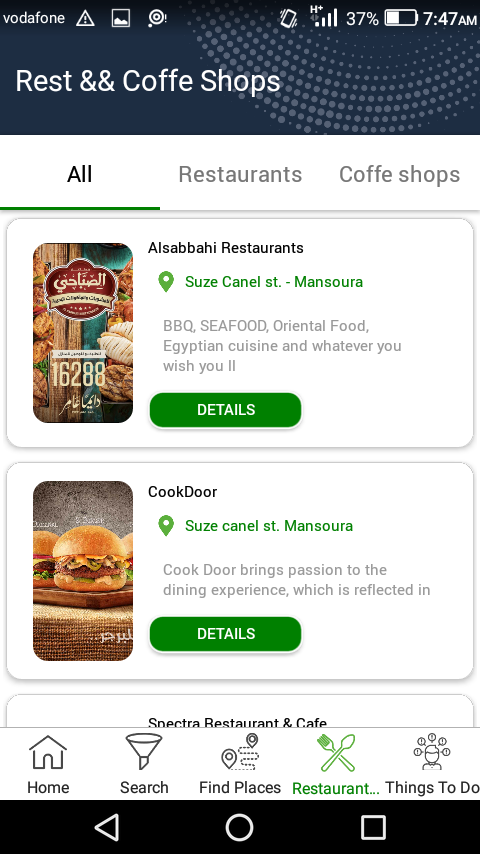 vodafone
37% 7:47AM
Rest && Coffe Shops
All Restaurants Coffe shops
Alsabbahi Restaurants
Suze Canel st. - Mansoura
الصباحي
16288
BBQ, SEAFOOD, Oriental Food,
Egyptian cuisine and whatever you
wish you ll
DETAILS
CookDoor
Suze canel st. Mansoura
Cook Door brings passion to the
dining experience, which is reflected in
DETAILS
Spectra Restaurant & Cafe
Home Search Find Places Restaurant... Things To Do